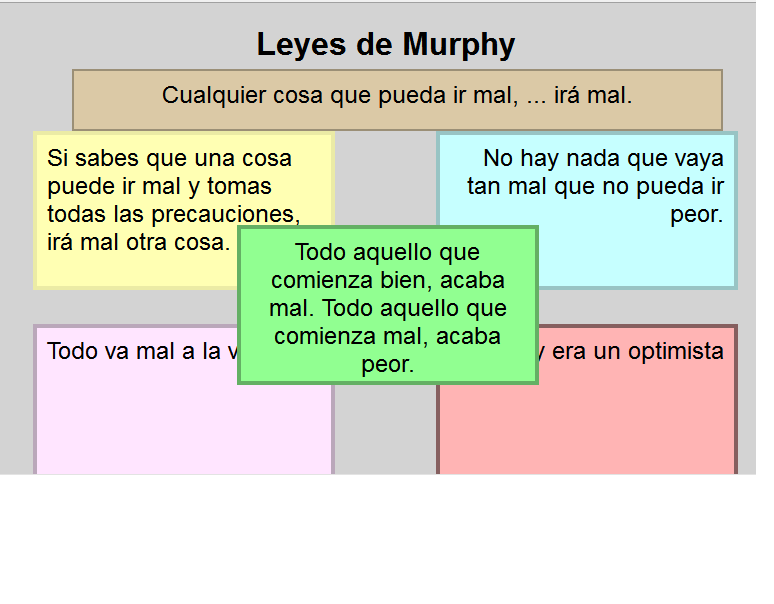 Leyes de Murphy
Cualquier cosa que pueda ir mal, ... irá mal.
Si sabes que una cosa
puede ir mal y tomas
todas las precauciones,
irá mal otra cosa.
No hay nada que vaya
tan mal que no pueda ir
peor.
Todo aquello que
comienza bien, acaba
mal. Todo aquello que
comienza mal, acaba
peor.
Todo va mal a la
era un optimista